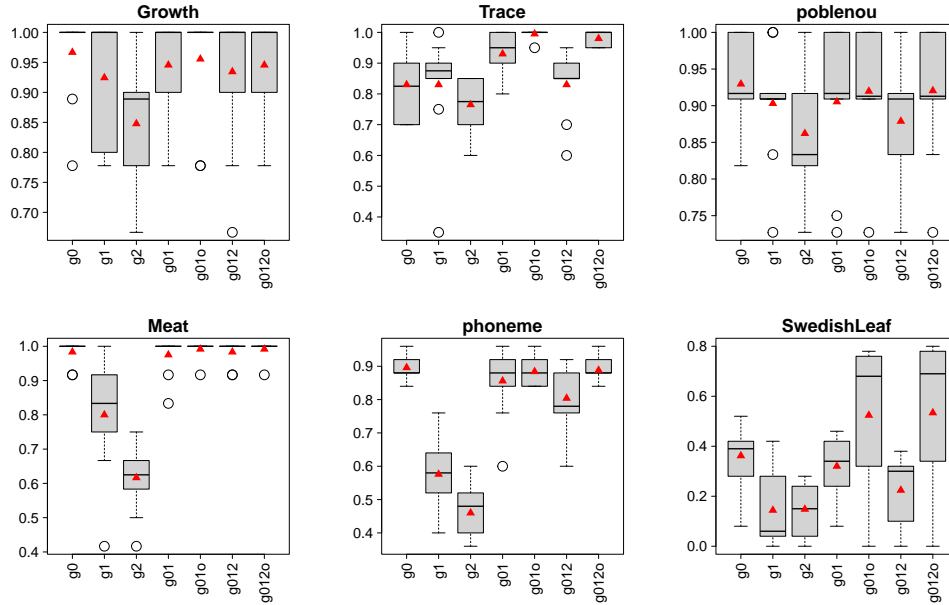 Growth
1.00
0.95
0.90
0.85
0.80
0.75
0.70
g0
g1
g2
g01
g01o
g012
g012o
Trace
1.0
0.9
0.8
0.7
0.6
0.5
0.4
g0
g1
g2
g01
g01o
g012
g012o
poblenou
1.00
0.95
0.90
0.85
0.80
0.75
g0
g1
g2
g01
g01o
g012
g012o
Meat
1.0
0.9
0.8
0.7
0.6
0.5
0.4
g0
g1
g2
g01
g01o
g012
g012o
phoneme
0.9
0.8
0.7
0.6
0.5
0.4
g0
g1
g2
g01
g01o
g012
g012o
SwedishLeaf
0.8
0.6
0.4
0.2
0.0
g0
g1
g2
g01
g01o
g012
g012o